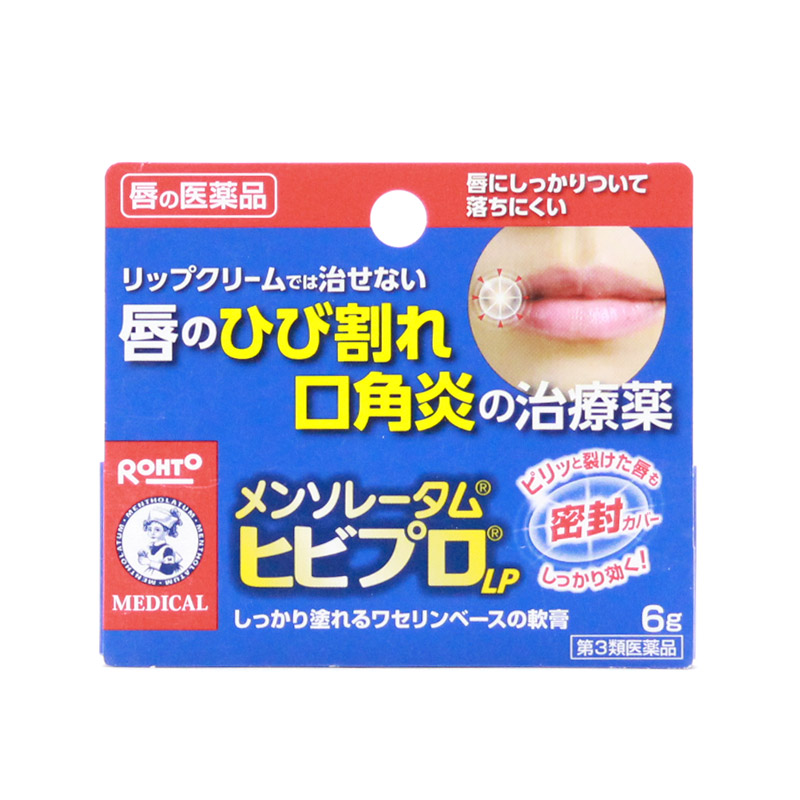 唇の医薬品
唇にしっかりついて
落ちにくい
リップクリームでは治せない
唇のひび割れ
口角炎の治療薬
ROHTO
MENTHOLATUM・MENTHOLATUM・MENTHOLATUM
MEDICAL
メンソレータム®
ヒビプロ®LP
しっかり塗れるワセリンベースの軟膏
ピリッと裂けた唇も
密封カバー
しっかり効く!
6g
第3類医薬品